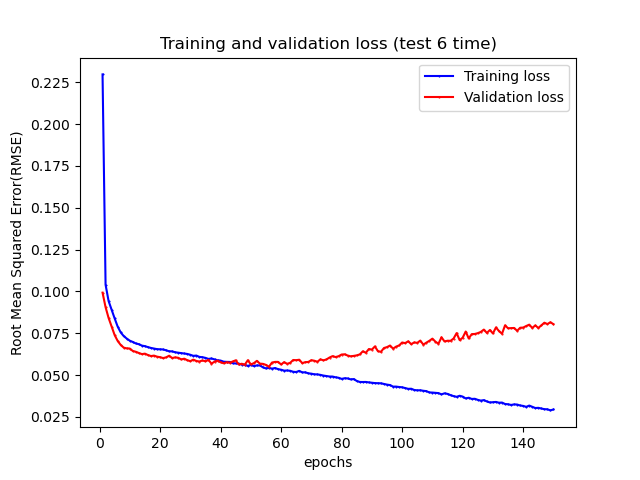 Training and validation loss (test 6 time)
Training loss
Validation loss
Root Mean Squared Error(RMSE)
0.225
0.200
0.175
0.150
0.125
0.100
0.075
0.050
0.025
0 20 40 60 80 100 120 140
epochs